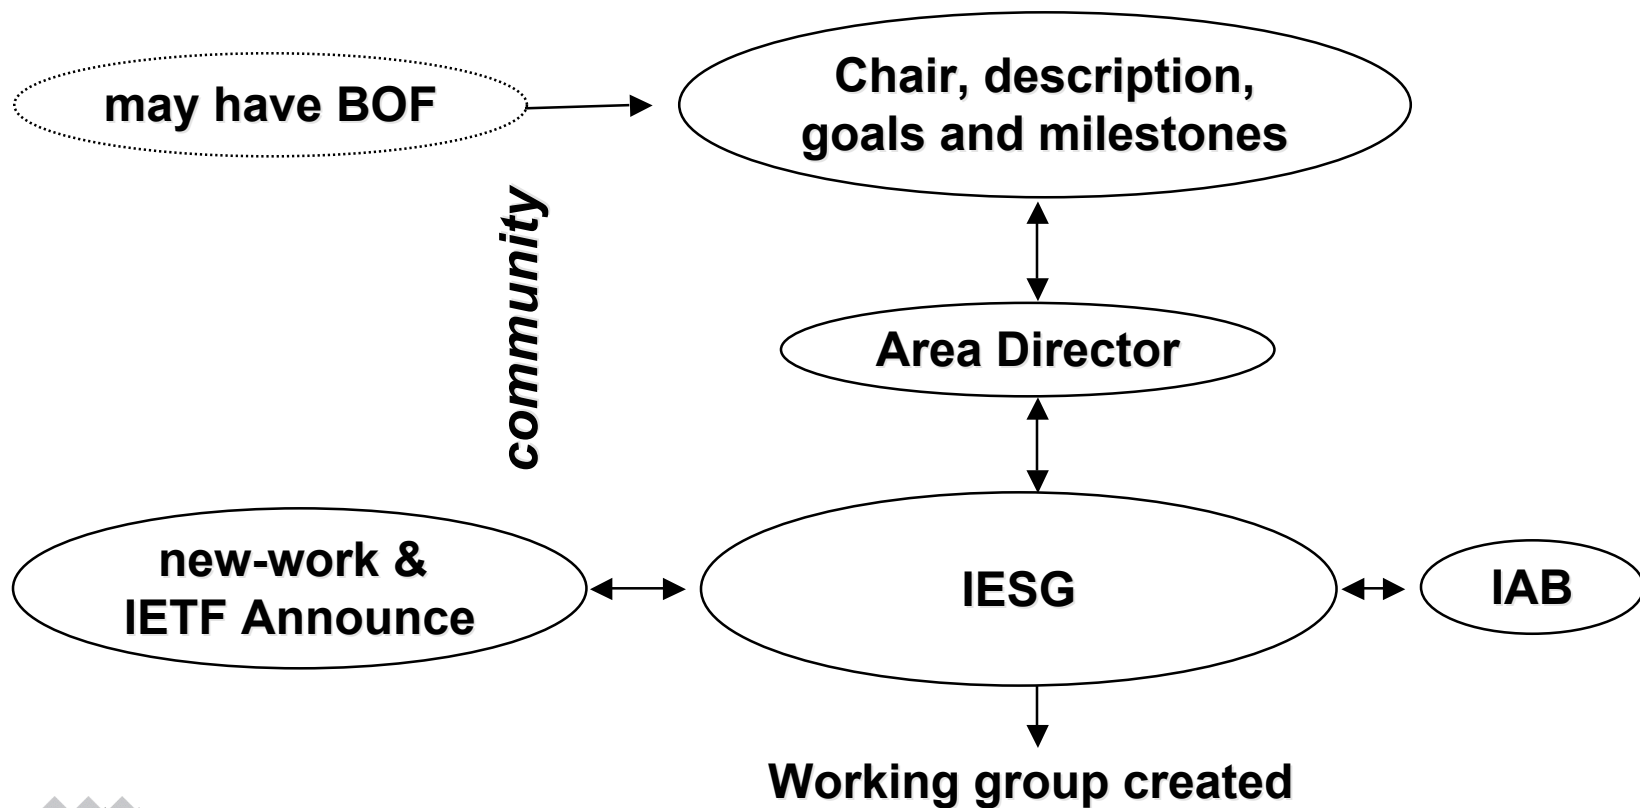 may have BOF
Chair, description,
goals and milestones
community
Area Director
new-work &
IETF Announce
IESG
IAB
Working group created